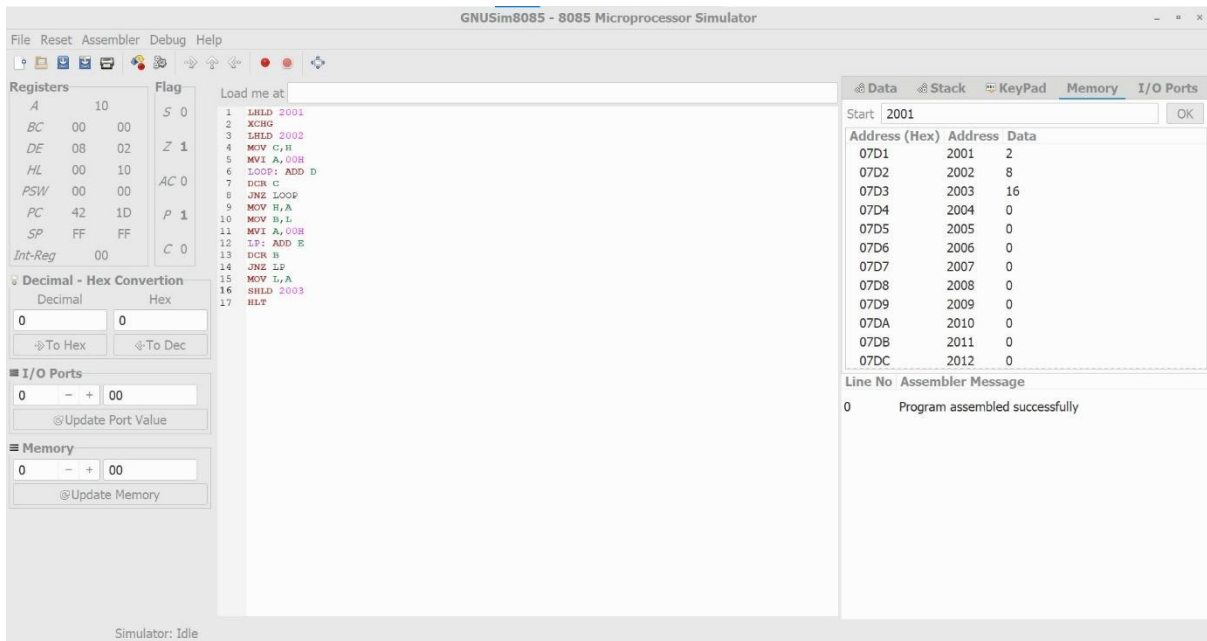 GNUSim8085 - 8085 Microprocessor Simulator
File Reset Assembler Debug Help
Registers
A 10
BC 00 00
DE 08 02
HL 00 10
PSW 00 00
PC 42 1D
SP FF FF
Int-Reg 00
Flag
S 0
Z 1
AC 0
P 1
C 0
Decimal - Hex Convertion
Decimal Hex
0 0
To Hex To Dec
I/O Ports
0 - + 00
Update Port Value
Memory
0 - + 00
Update Memory
Load me at
1 LHLD 2001
2 XCHG
3 LHLD 2002
4 MOV C,H
5 MVI A,00H
6 LOOP: ADD D
7 DCR C
8 JNZ LOOP
9 MOV H,A
10 MOV B,L
11 MVI A,00H
12 LP: ADD E
13 DCR B
14 JNZ LP
15 MOV L,A
16 SHLD 2003
17 HLT
Data Stack KeyPad Memory I/O Ports
Start 2001 OK
Address (Hex) Address Data
07D1 2001 2
07D2 2002 8
07D3 2003 16
07D4 2004 0
07D5 2005 0
07D6 2006 0
07D7 2007 0
07D8 2008 0
07D9 2009 0
07DA 2010 0
07DB 2011 0
07DC 2012 0
Line No Assembler Message
0 Program assembled successfully
Simulator: Idle